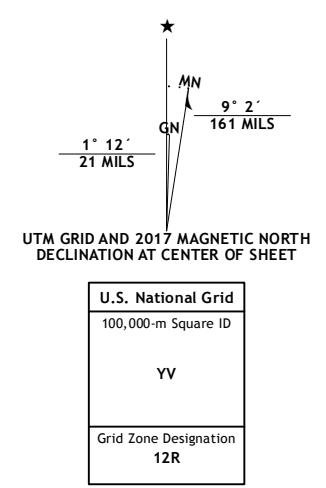 ★
MN
GN
9° 2´
161 MILS
1° 12´
21 MILS
UTM GRID AND 2017 MAGNETIC NORTH
DECLINATION AT CENTER OF SHEET
U.S. National Grid
100,000-m Square ID
YV
Grid Zone Designation
12R